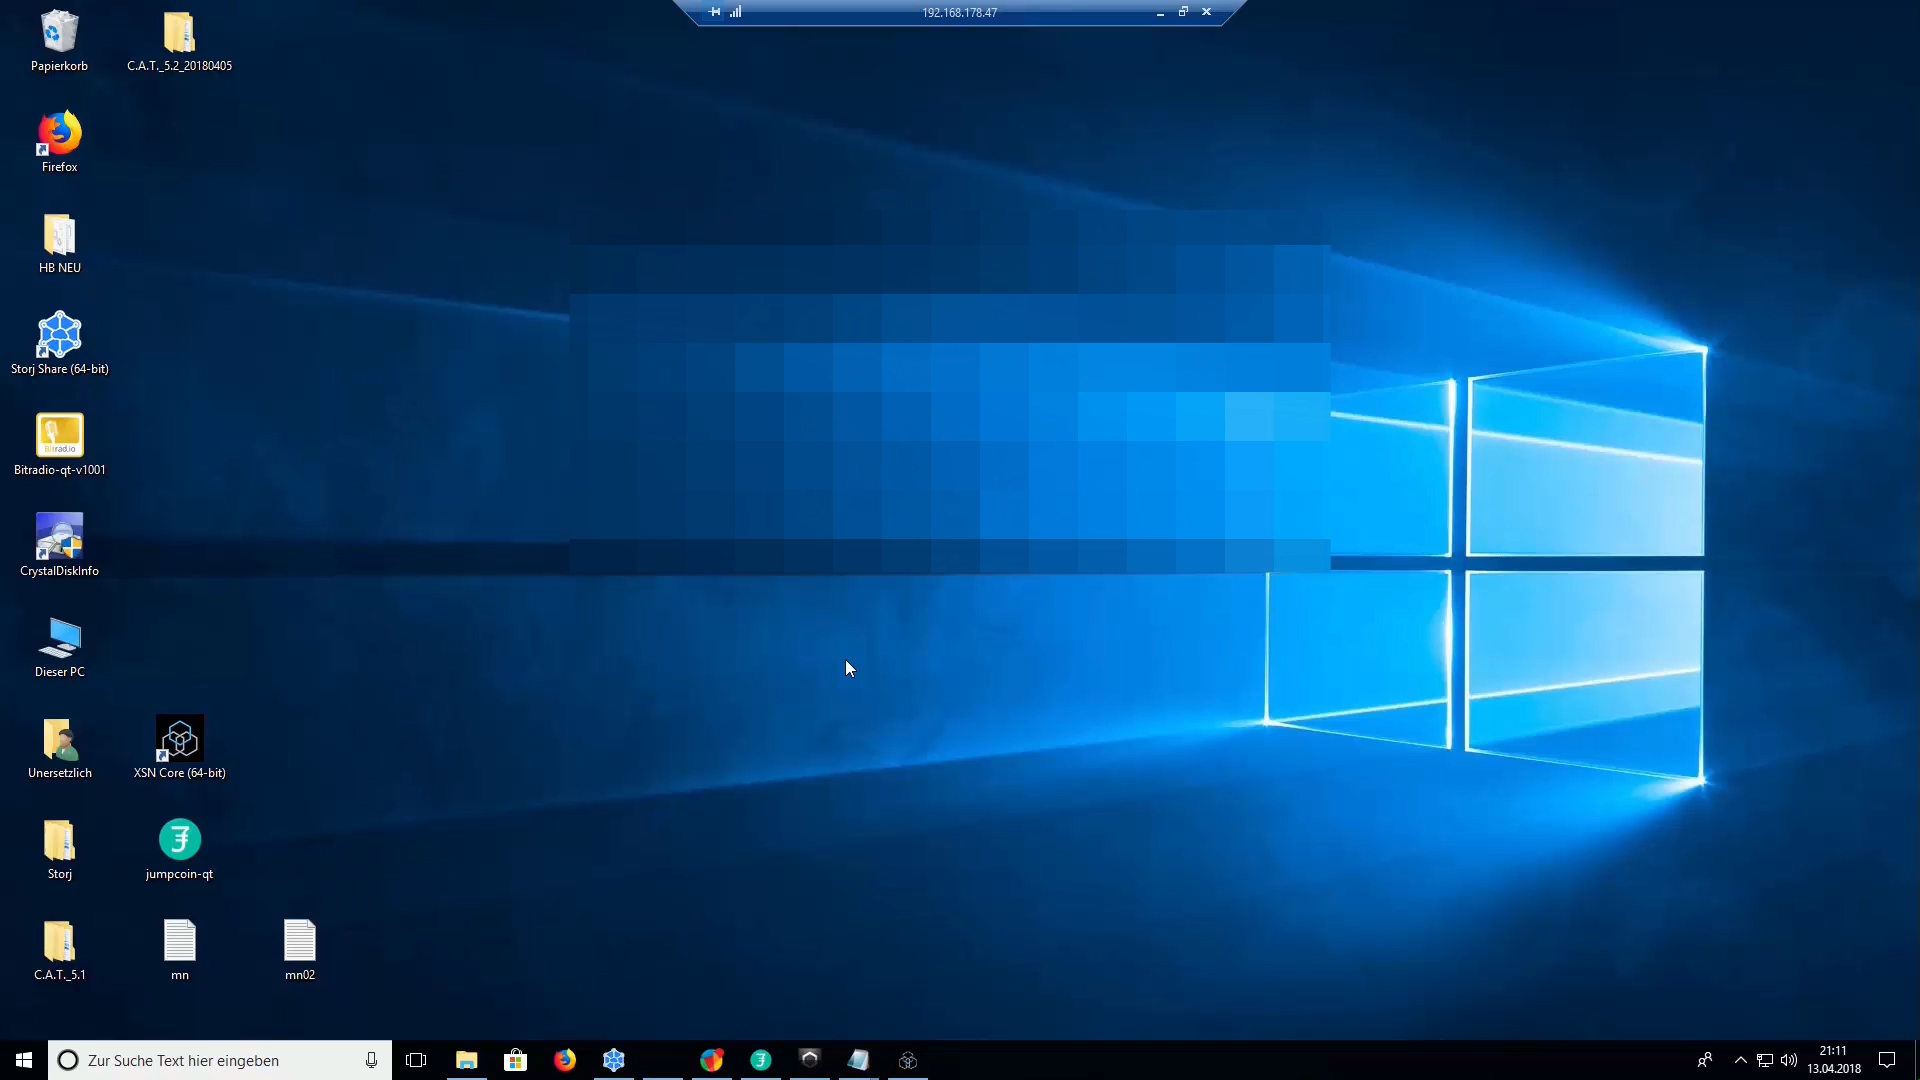 192.168.178.47
Papierkorb
C.A.T._5.2_20180405
Firefox
HB NEU
Storj Share (64-bit)
Bitrad.io
Bitradio-qt-v1001
CrystalDiskInfo
Dieser PC
Unersetzlich
XSN Core (64-bit)
Storj
jumpcoin-qt
C.A.T._5.1
mn
mn02
Zur Suche Text hier eingeben
21:11
13.04.2018